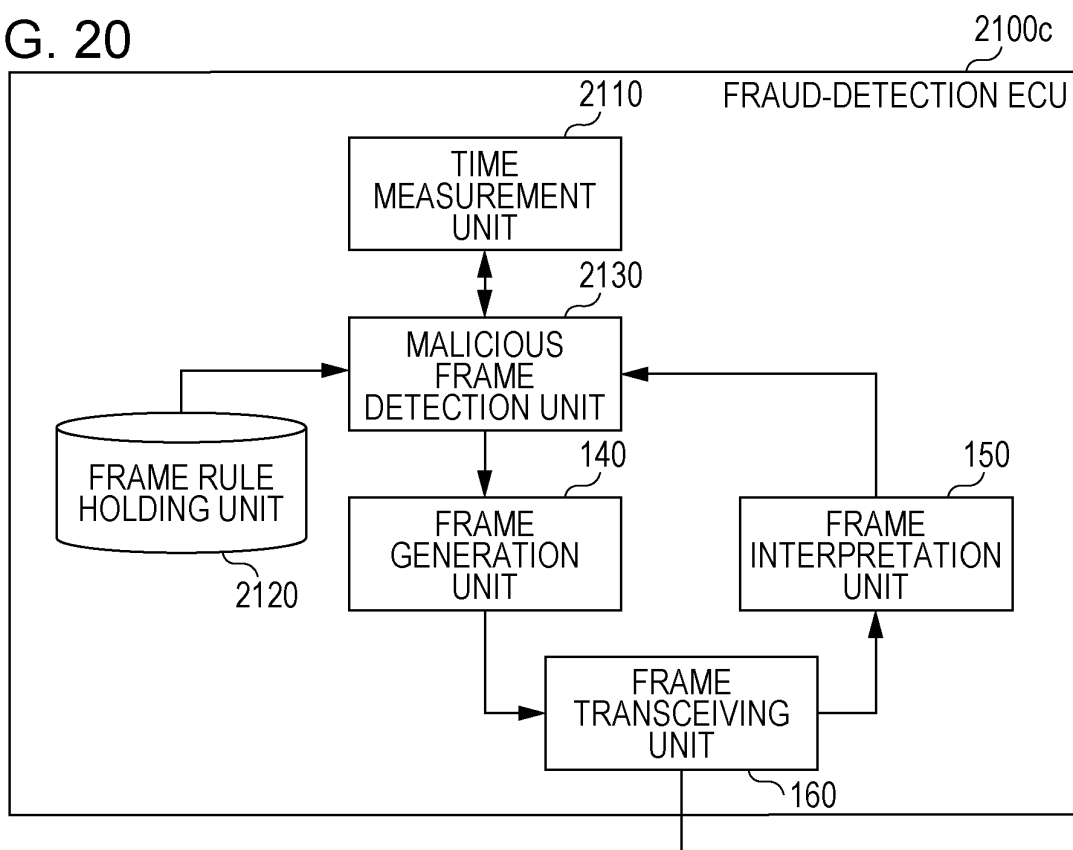 G. 20
2100c
FRAUD-DETECTION ECU
2110
TIME
MEASUREMENT
UNIT
2130
MALICIOUS
FRAME
DETECTION UNIT
FRAME RULE
HOLDING UNIT
2120
140
FRAME
GENERATION
UNIT
150
FRAME
INTERPRETATION
UNIT
FRAME
TRANSCEIVING
UNIT
160